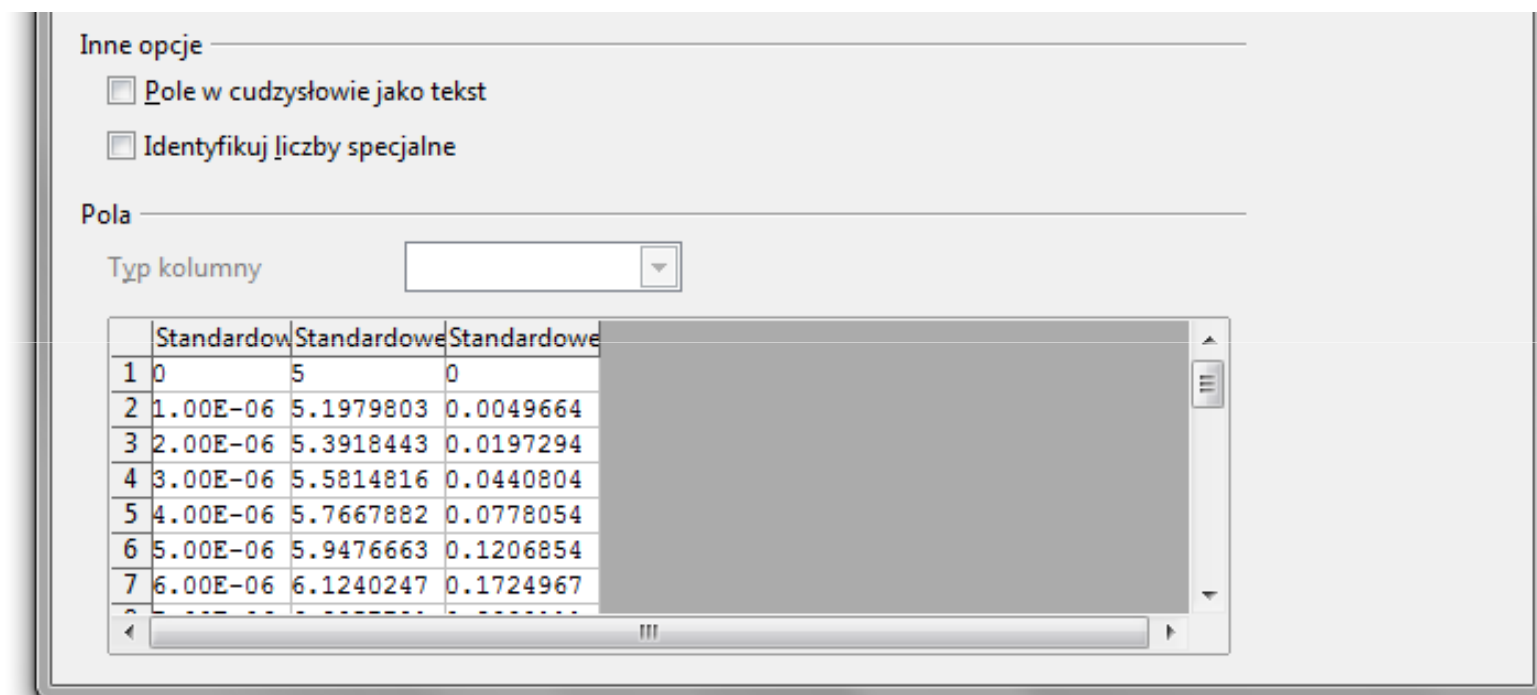 Inne opcje
Pole w cudzysłowie jako tekst
Identyfikuj liczby specjalne
Pola
Typ kolumny
Standardow Standardowe Standardowe
1 0 5 0
2 1.00E-06 5.1979803 0.0049664
3 2.00E-06 5.3918443 0.0197294
4 3.00E-06 5.5814816 0.0440804
5 4.00E-06 5.7667882 0.0778054
6 5.00E-06 5.9476663 0.1206854
7 6.00E-06 6.1240247 0.1724967